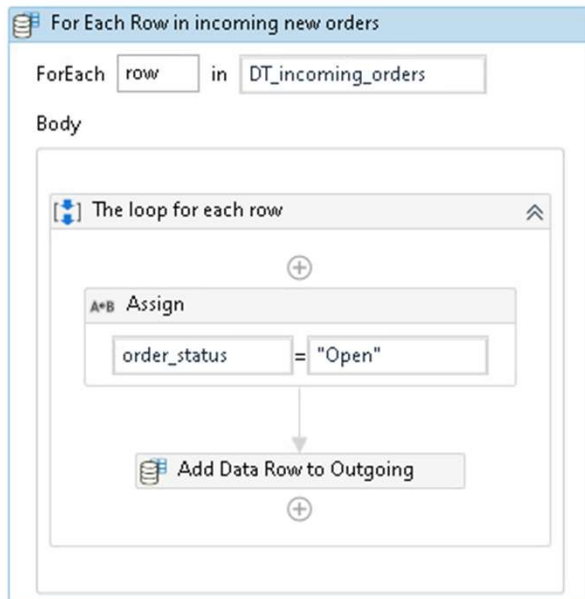 For Each Row in incoming new orders
ForEach row in DT_incoming_orders
Body
The loop for each row
A*B Assign
order_status = "Open"
Add Data Row to Outgoing